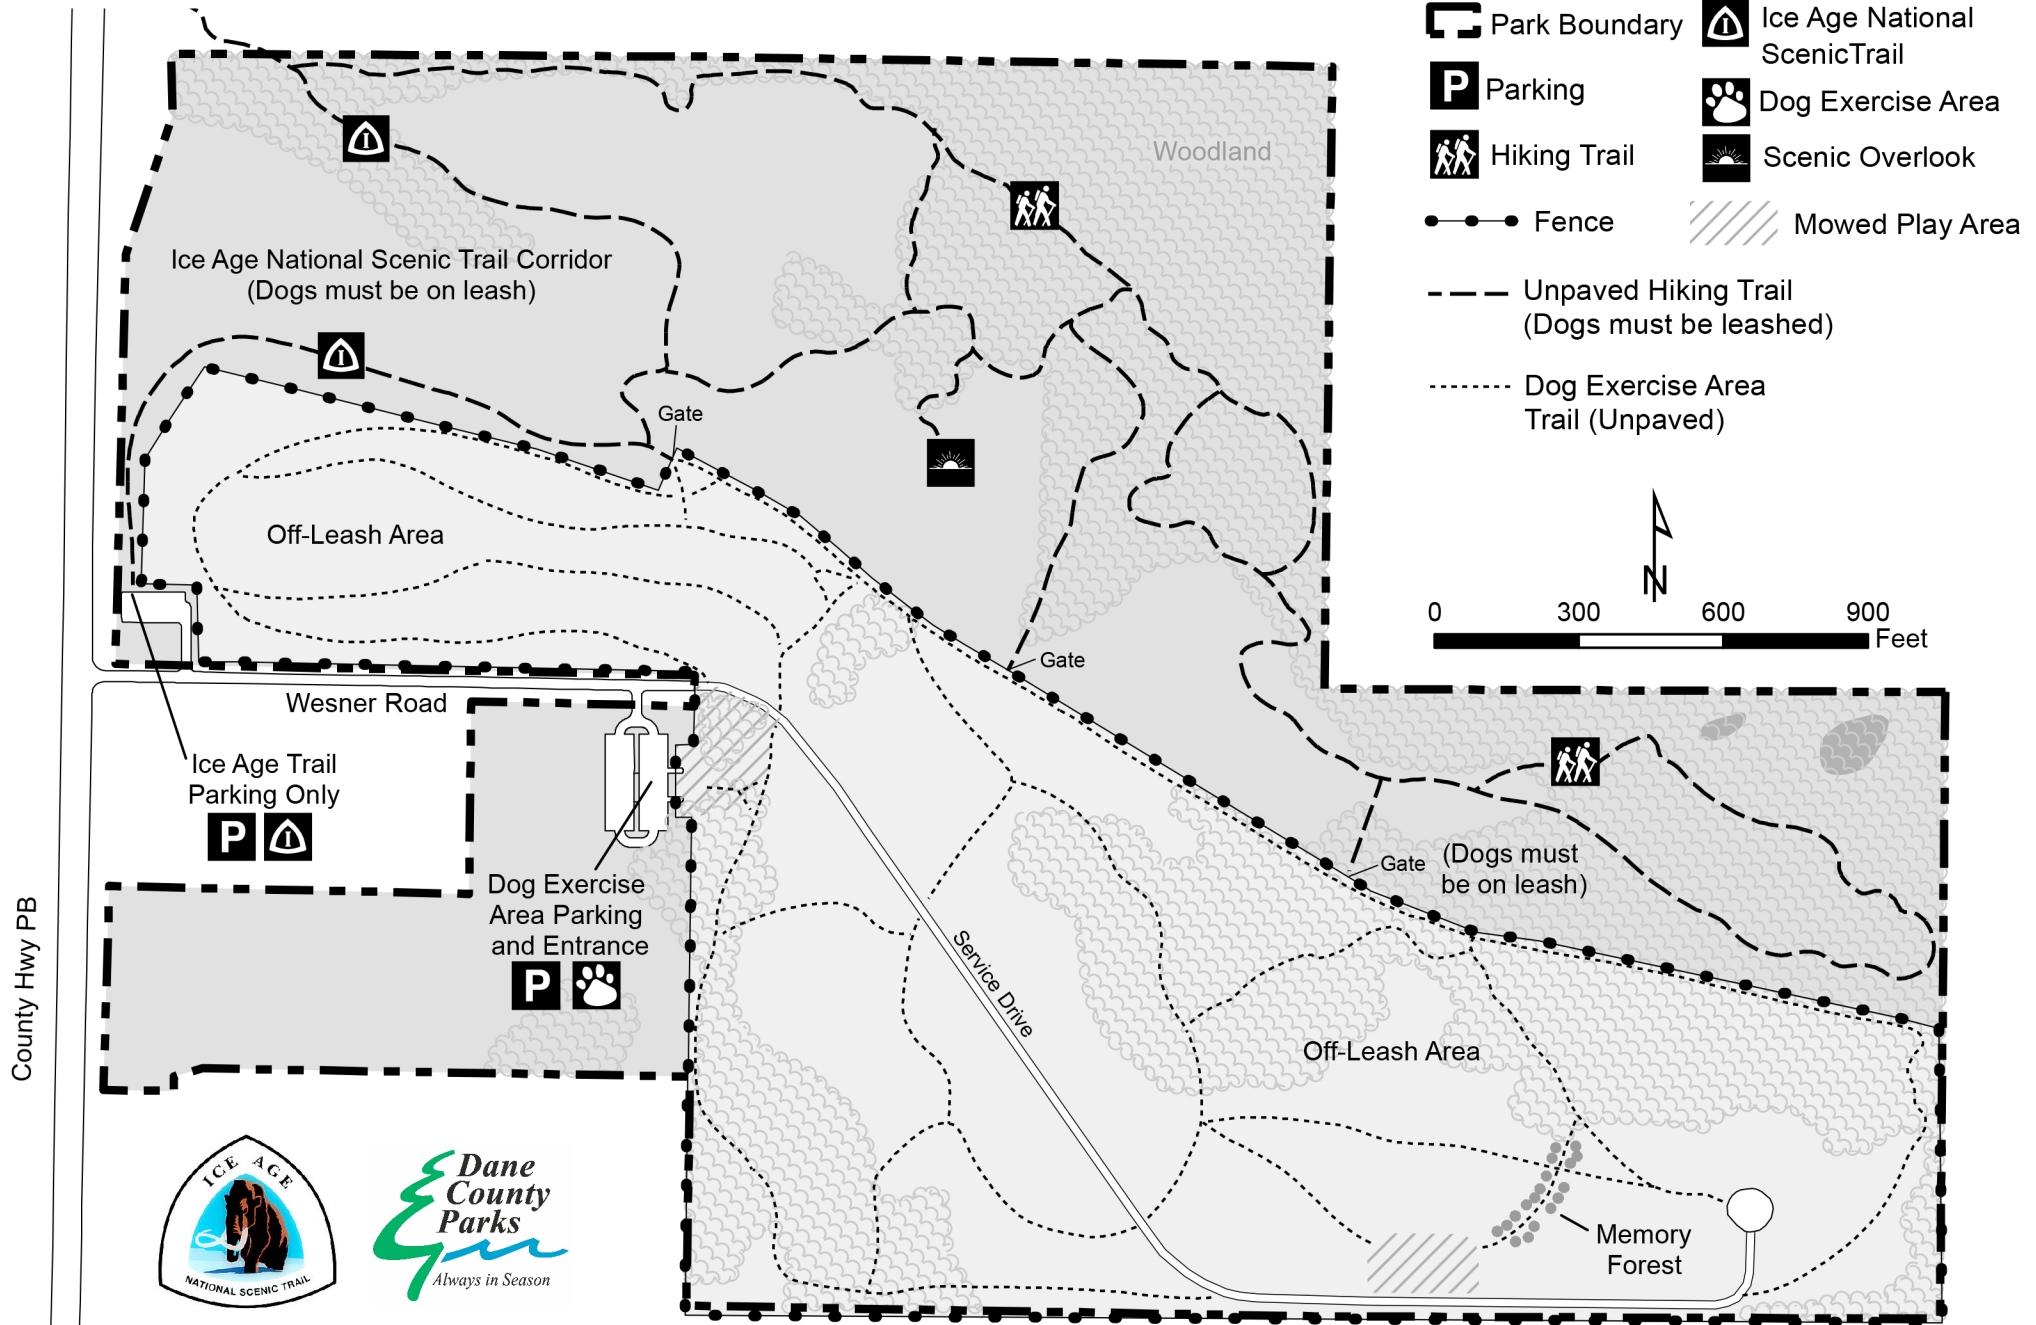 Park Boundary
Ice Age National
ScenicTrail
P
Parking
Dog Exercise Area
Hiking Trail
Scenic Overlook
Fence
Mowed Play Area
Unpaved Hiking Trail
(Dogs must be leashed)
Dog Exercise Area
Trail (Unpaved)
N
0 300 600 900
Feet
Woodland
I
I
I
Ice Age National Scenic Trail Corridor
(Dogs must be on leash)
Gate
Off-Leash Area
Gate
Wesner Road
Ice Age Trail
Parking Only
P
I
Gate
(Dogs must
be on leash)
Dog Exercise
Area Parking
and Entrance
P
Service Drive
County Hwy PB
Off-Leash Area
Memory
Forest
ICE AGE
NATIONAL SCENIC TRAIL
Dane
County
Parks
Always in Season